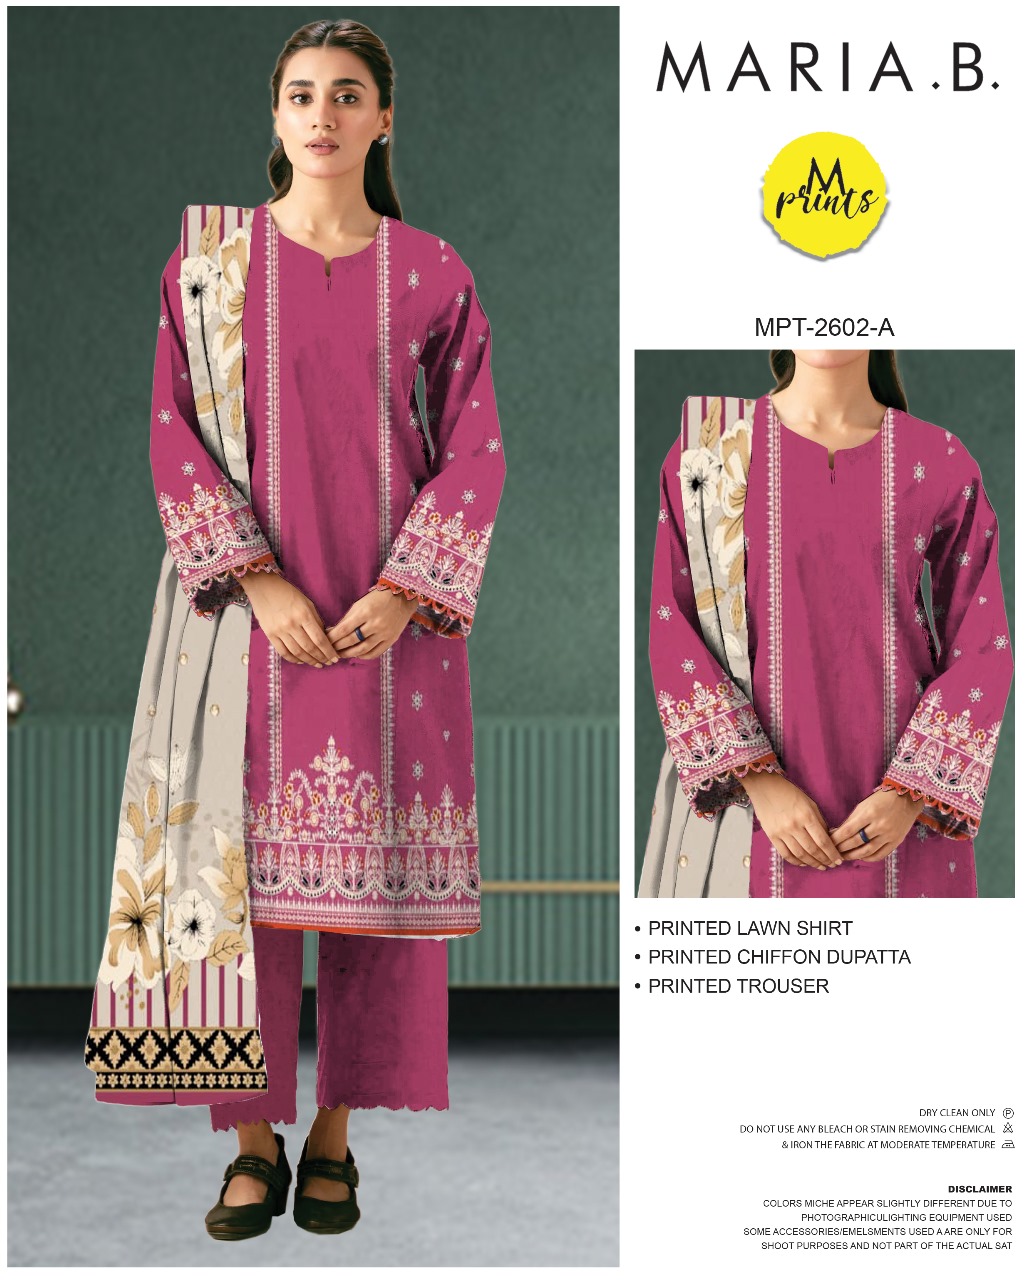 MARIA.B.
M
prints
MPT-2602-A
• PRINTED LAWN SHIRT
• PRINTED CHIFFON DUPATTA
• PRINTED TROUSER
DRY CLEAN ONLY Ⓟ
DO NOT USE ANY BLEACH OR STAIN REMOVING CHEMICAL
& IRON THE FABRIC AT MODERATE TEMPERATURE
DISCLAIMER
COLORS MICHE APPEAR SLIGHTLY DIFFERENT DUE TO
PHOTOGRAPHICULIGHTING EQUIPMENT USED
SOME ACCESSORIES/EMELSMENTS USED A ARE ONLY FOR
SHOOT PURPOSES AND NOT PART OF THE ACTUAL SAT